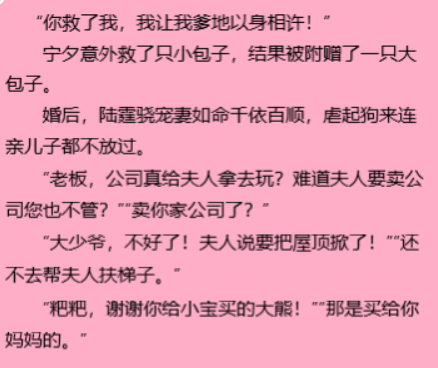 “你救了我，我让我爹地以身相许！”
宁夕意外救了只小包子，结果被附赠了一只大
包子。
婚后，陆霆骁宠妻如命千依百顺，虐起狗来连
亲儿子都不放过。
“老板，公司真给夫人拿去玩？难道夫人要卖公
司您也不管？”“卖你家公司了？”
“大少爷，不好了！夫人说要把屋顶掀了！”“还
不去帮夫人扶梯子。”
“粑粑，谢谢你给小宝买的大熊！”“那是买给你
妈妈的。”